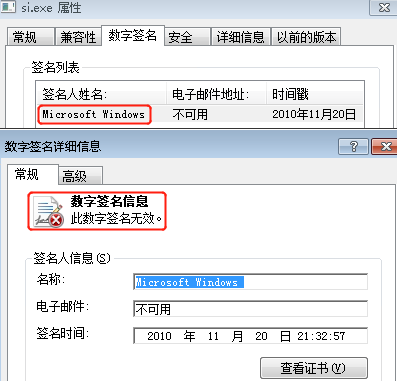 si.exe 属性
常规 兼容性 数字签名 安全 详细信息 以前的版本
签名列表
签名人姓名: 电子邮件地址: 时间戳
Microsoft Windows 不可用 2010年11月20日
数字签名详细信息
常规 高级
数字签名信息
此数字签名无效。
签名人信息(S)
名称: Microsoft Windows
电子邮件: 不可用
签名时间: 2010 年 11 月 20 日 21:32:57
查看证书(V)